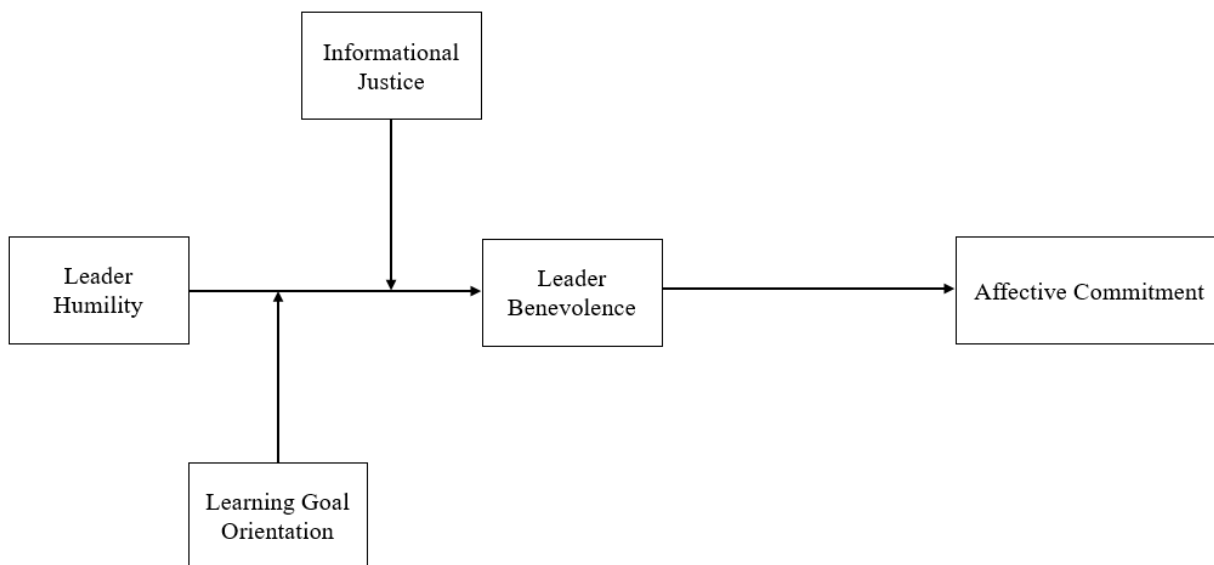 Informational
Justice
Leader
Humility
Leader
Benevolence
Affective Commitment
Learning Goal
Orientation